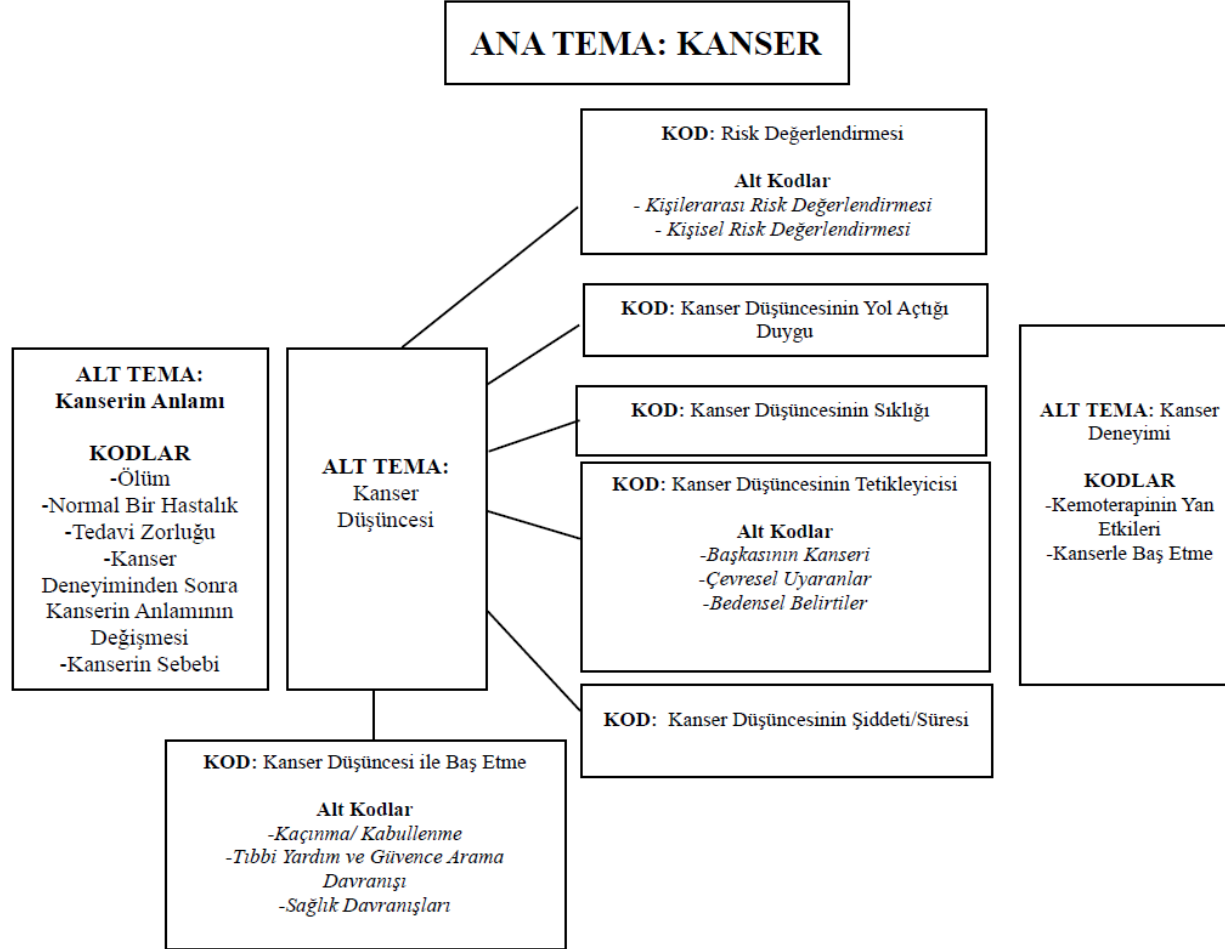 ANA TEMA: KANSER
KOD: Risk Değerlendirmesi
Alt Kodlar
- Kişilerarası Risk Değerlendirmesi
- Kişisel Risk Değerlendirmesi
KOD: Kanser Düşüncesinin Yol Açtığı
Duygu
ALT TEMA:
Kanserin Anlamı
KODLAR
-Ölüm
-Normal Bir Hastalık
-Tedavi Zorluğu
-Kanser
Deneyiminden Sonra
Kanserin Anlamının
Değişmesi
-Kanserin Sebebi
ALT TEMA:
Kanser
Düşüncesi
KOD: Kanser Düşüncesinin Sıklığı
KOD: Kanser Düşüncesinin Tetikleyicisi
Alt Kodlar
-Başkasının Kanseri
-Çevresel Uyaranlar
-Bedensel Belirtiler
KOD: Kanser Düşüncesinin Şiddeti/Süresi
ALT TEMA: Kanser
Deneyimi
KODLAR
-Kemoterapinin Yan
Etkileri
-Kanserle Baş Etme
KOD: Kanser Düşüncesi ile Baş Etme
Alt Kodlar
-Kaçınma/ Kabullenme
-Tıbbi Yardım ve Güvence Arama
Davranışı
-Sağlık Davranışları